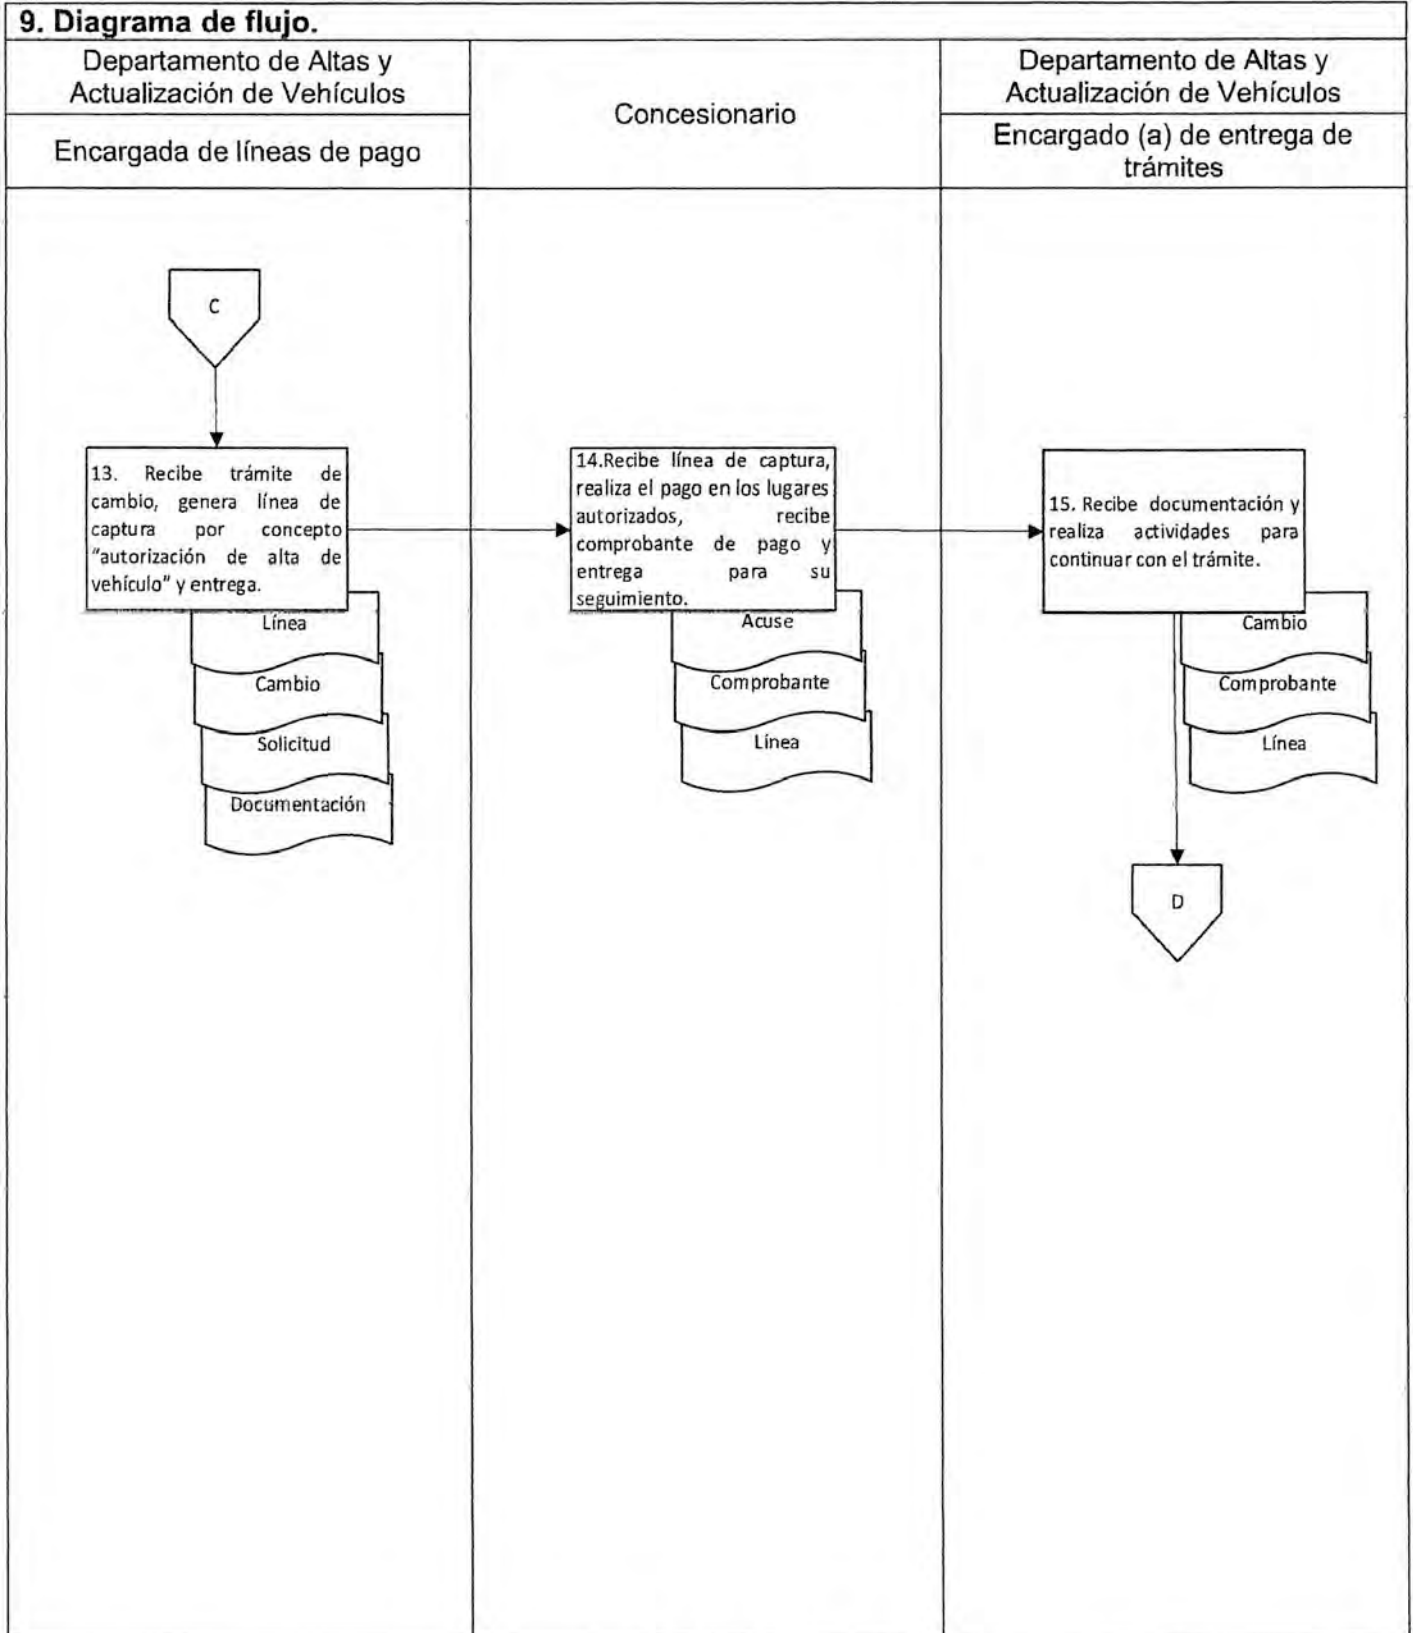 9. Diagrama de flujo.
Departamento de Altas y
Actualización de Vehículos
Encargada de líneas de pago
Concesionario
Departamento de Altas y
Actualización de Vehículos
Encargado (a) de entrega de
trámites
C
13. Recibe trámite de
cambio, genera línea de
captura por concepto
"autorización de alta de
vehículo" y entrega.
Línea
Cambio
Solicitud
Documentación
14.Recibe línea de captura,
realiza el pago en los lugares
autorizados, recibe
comprobante de pago y
entrega para su
seguimiento.
Acuse
Comprobante
Línea
15. Recibe documentación y
realiza actividades para
continuar con el trámite.
Cambio
Comprobante
Línea
D